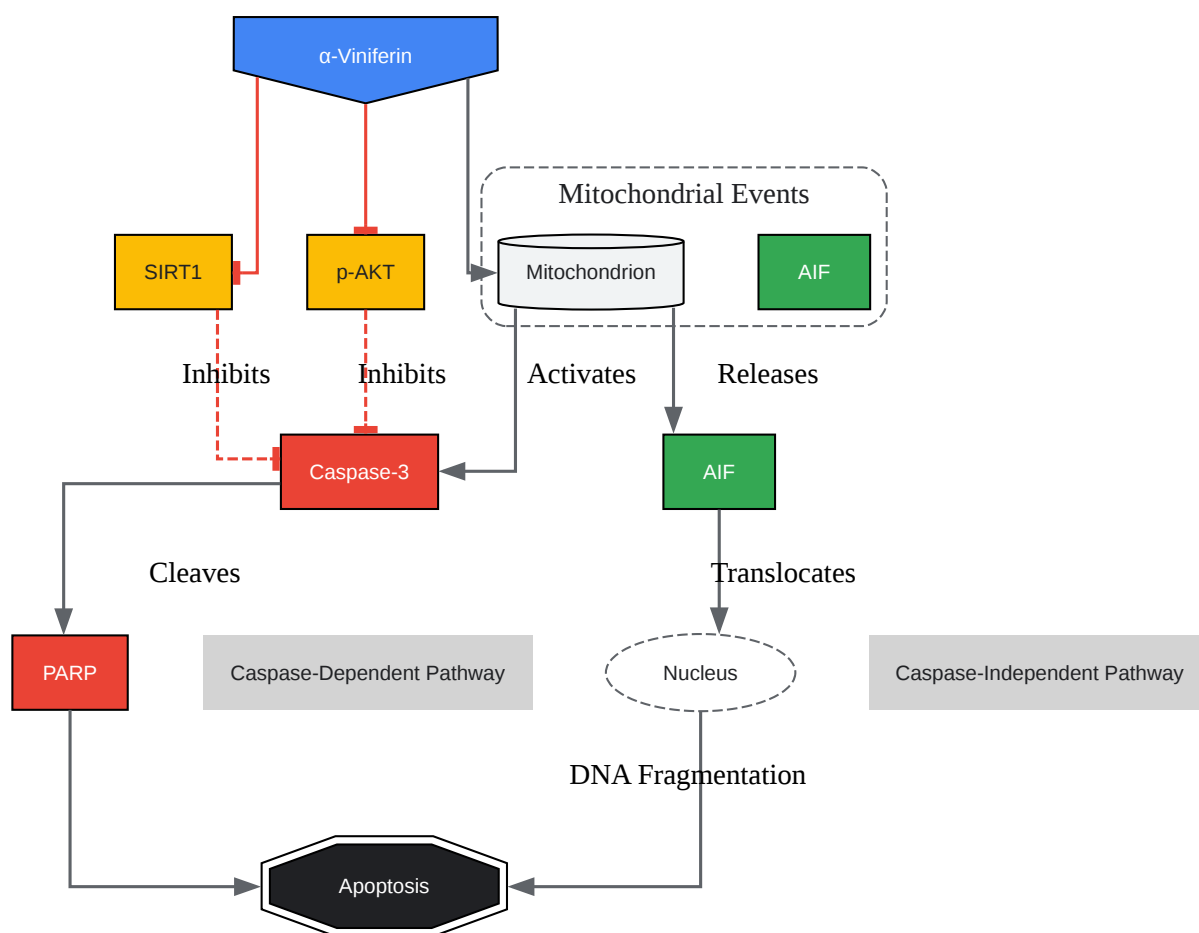 α-Viniferin
Mitochondrial Events
SIRT1
p-AKT
Mitochondrion
AIF
Inhibits
Inhibits
Activates
Releases
Caspase-3
AIF
Cleaves
Translocates
PARP
Caspase-Dependent Pathway
Nucleus
Caspase-Independent Pathway
DNA Fragmentation
Apoptosis